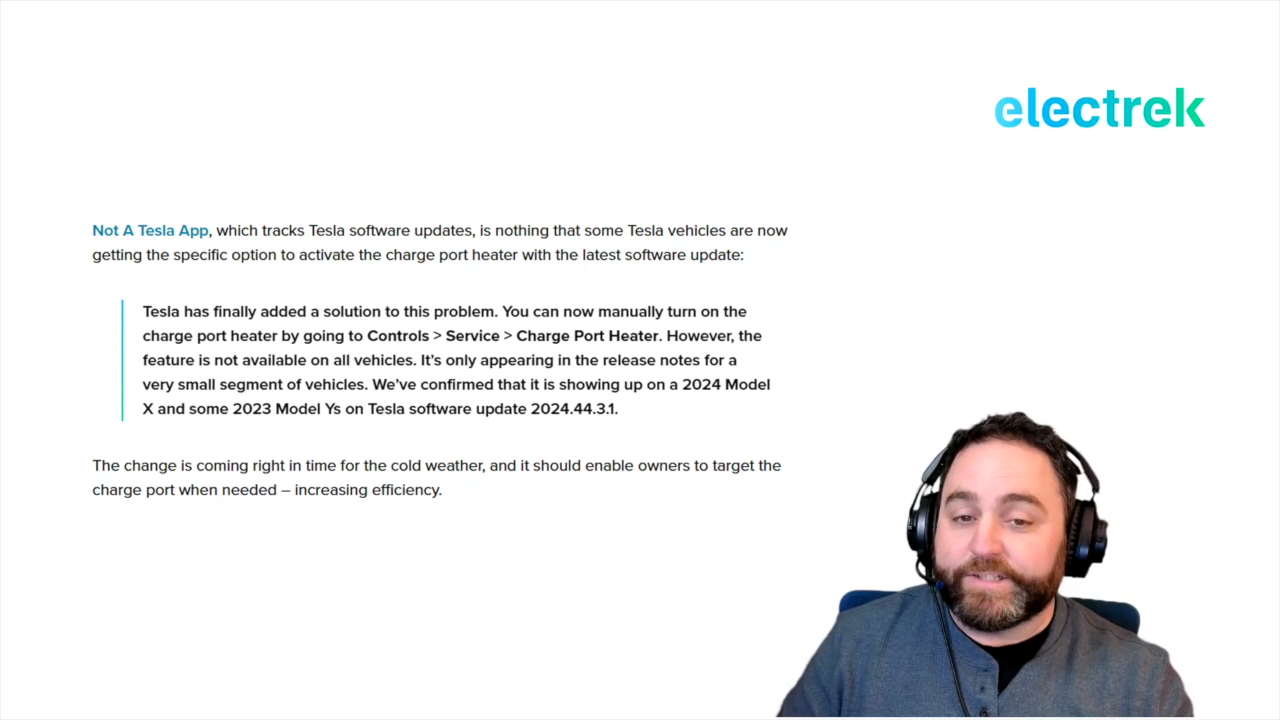 electrek
Not A Tesla App, which tracks Tesla software updates, is nothing that some Tesla vehicles are now
getting the specific option to activate the charge port heater with the latest software update:
Tesla has finally added a solution to this problem. You can now manually turn on the
charge port heater by going to Controls > Service > Charge Port Heater. However, the
feature is not available on all vehicles. It’s only appearing in the release notes for a
very small segment of vehicles. We’ve confirmed that it is showing up on a 2024 Model
X and some 2023 Model Ys on Tesla software update 2024.44.3.1.
The change is coming right in time for the cold weather, and it should enable owners to target the
charge port when needed – increasing efficiency.